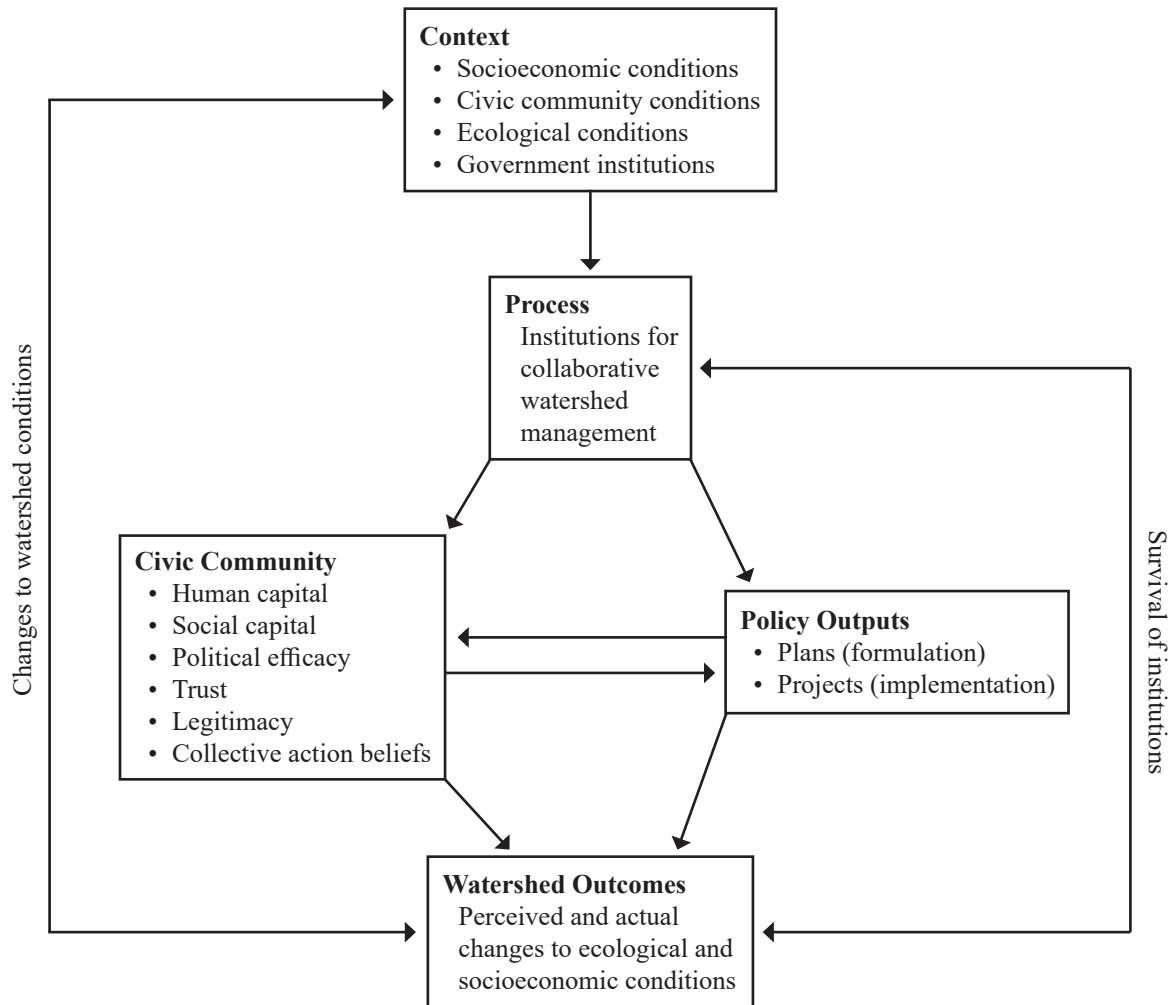 Context
• Socioeconomic conditions
• Civic community conditions
• Ecological conditions
• Government institutions
Changes to watershed conditions
Process
Institutions for
collaborative
watershed
management
Survival of
institutions
Civic Community
• Human capital
• Social capital
• Political efficacy
• Trust
• Legitimacy
• Collective action beliefs
Policy Outputs
• Plans (formulation)
• Projects (implementation)
Watershed Outcomes
Perceived and actual
changes to ecological and
socioeconomic conditions